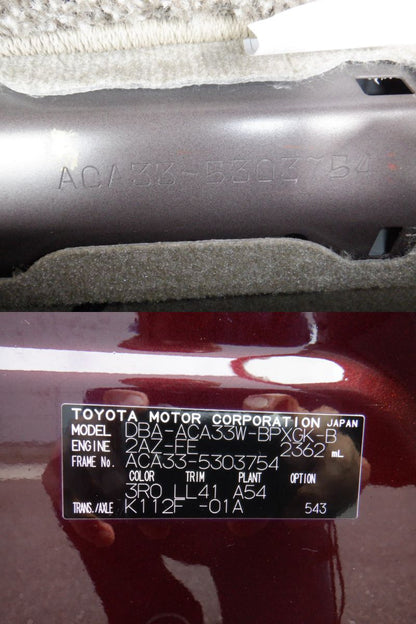 ACA33-5303754
TOYOTA MOTOR CORPORATION JAPAN
MODEL DBA-ACA33W-BPXGK-B
ENGINE 2AZ-FE 2362 mL
FRAME No. ACA33-5303754
COLOR TRIM PLANT OPTION
3R0 LL41 A54
TRANS./AXLE K112F -01A 543